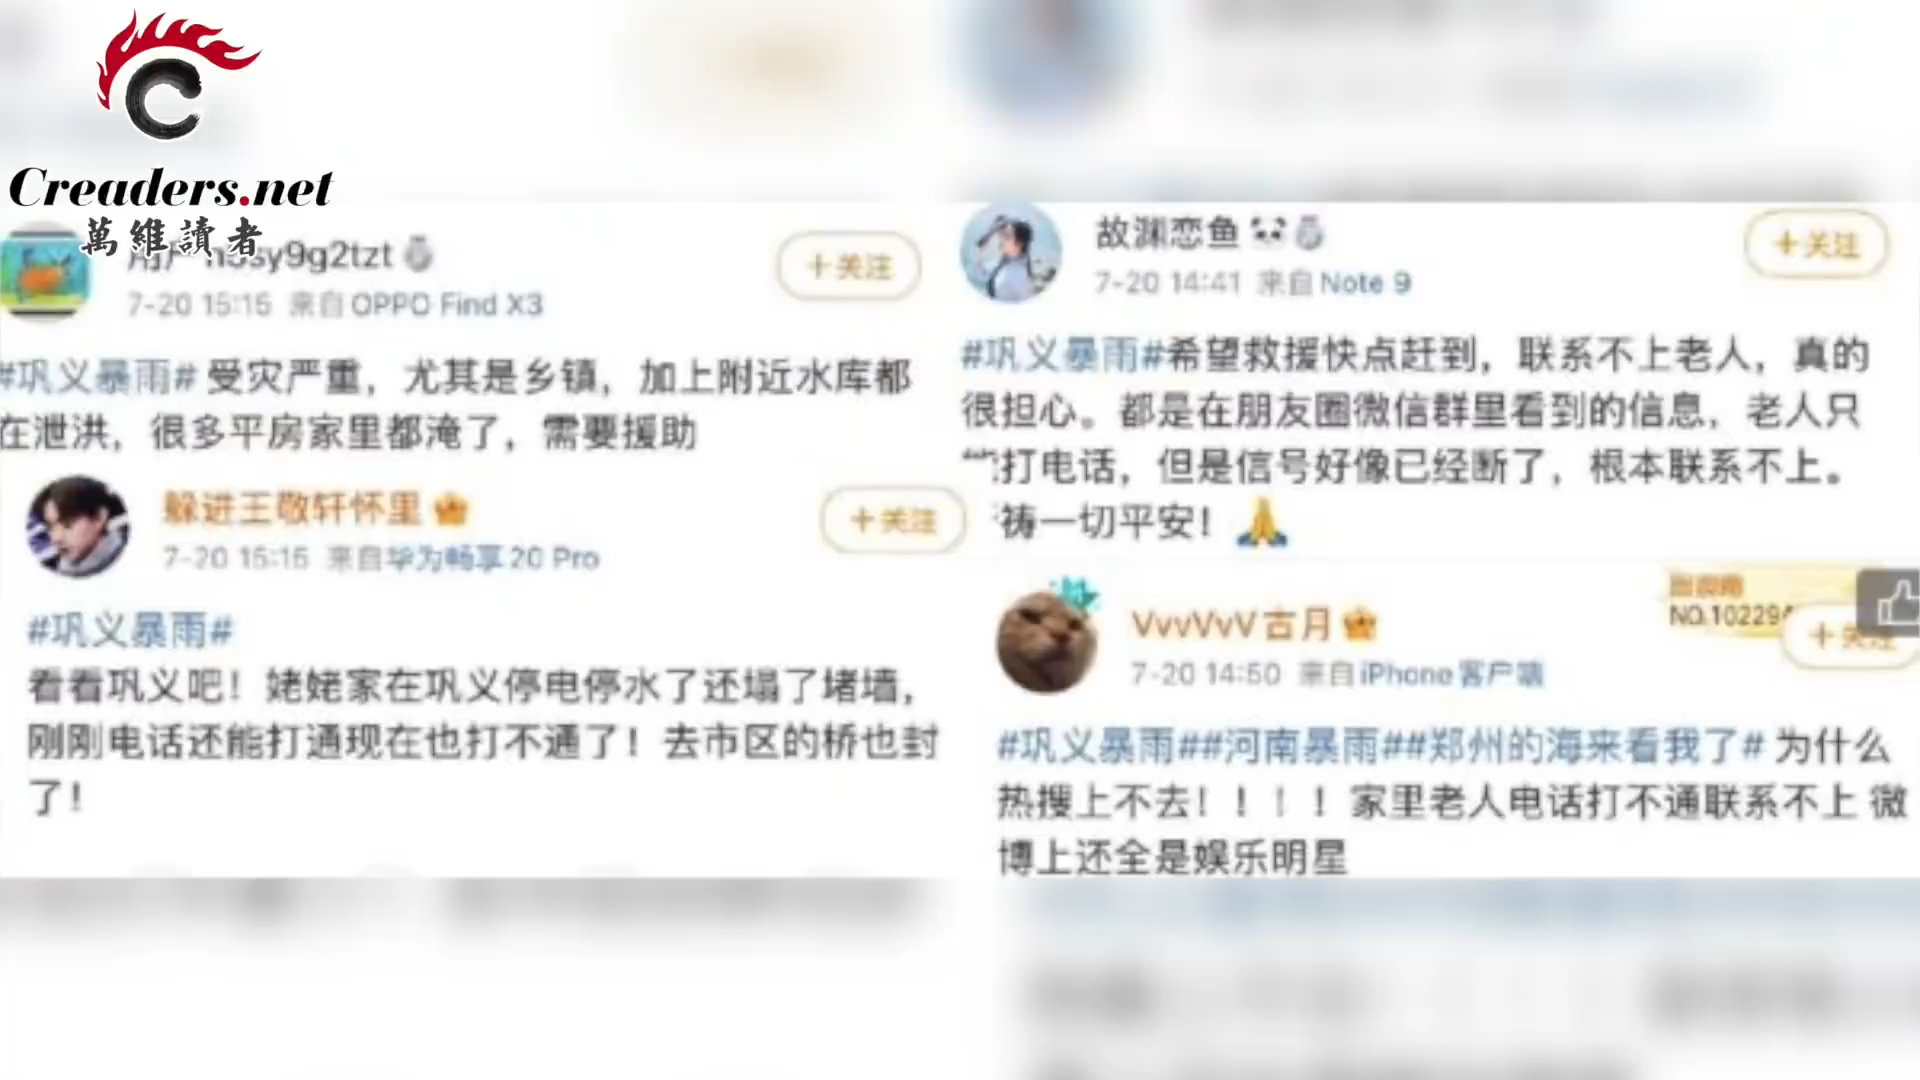 Creaders.net
萬維讀者
7-20 15:15 来自 OPPO Find X3
+关注
#巩义暴雨# 受灾严重，尤其是乡镇，加上附近水库都
在泄洪，很多平房家里都淹了，需要援助
躲进王敬轩怀里
7-20 15:15 来自 华为畅享20 Pro
+关注
#巩义暴雨#
看看巩义吧！姥姥家在巩义停电停水了还塌了堵墙，
刚刚电话还能打通现在也打不通了！去市区的桥也封
了！
故渊恋鱼
7-20 14:41 来自 Note 9
+关注
#巩义暴雨#希望救援快点赶到，联系不上老人，真的
很担心。都是在朋友圈微信群里看到的信息，老人只
打电话，但是信号好像已经断了，根本联系不上。
祷一切平安！🙏
VvvVvV古月
7-20 14:50 来自 iPhone客户端
NO.102294
+关注
#巩义暴雨##河南暴雨##郑州的海来看我了# 为什么
热搜上不去！！！！家里老人电话打不通联系不上 微
博上还全是娱乐明星